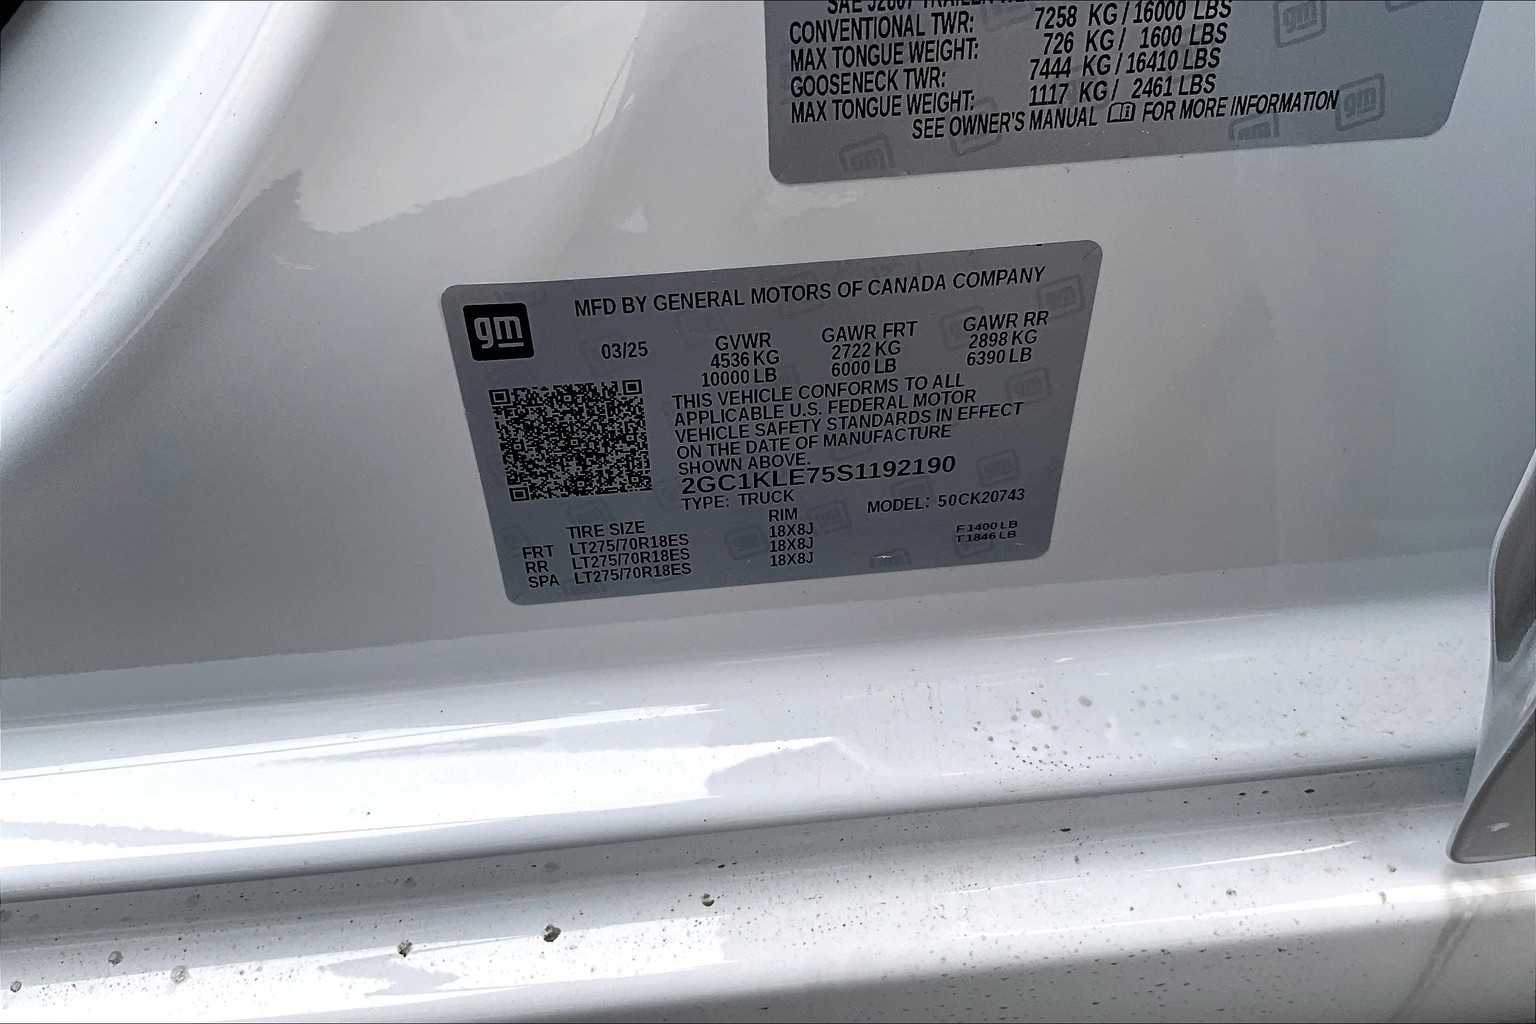 SAE J2807 TRAILER
CONVENTIONAL TWR: 7258 KG / 16000 LBS
MAX TONGUE WEIGHT: 726 KG / 1600 LBS
GOOSENECK TWR: 7444 KG / 16410 LBS
MAX TONGUE WEIGHT: 1117 KG / 2461 LBS
SEE OWNER'S MANUAL FOR MORE INFORMATION
gm
MFD BY GENERAL MOTORS OF CANADA COMPANY
03/25 GVWR GAWR FRT GAWR RR
4536 KG 2722 KG 2898 KG
10000 LB 6000 LB 6390 LB
THIS VEHICLE CONFORMS TO ALL
APPLICABLE U.S. FEDERAL MOTOR
VEHICLE SAFETY STANDARDS IN EFFECT
ON THE DATE OF MANUFACTURE
SHOWN ABOVE.
2GC1KLE75S1192190
TYPE: TRUCK MODEL: 50CK20743
TIRE SIZE RIM
FRT LT275/70R18ES 18X8J F1400 LB
RR LT275/70R18ES 18X8J T1846 LB
SPA LT275/70R18ES 18X8J